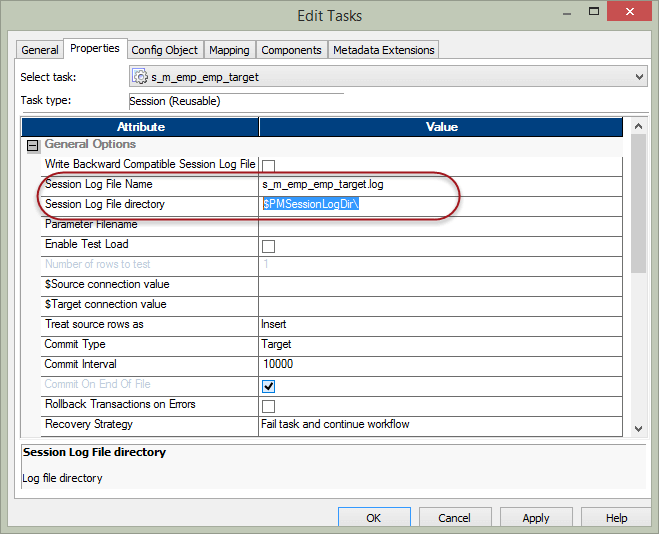 Edit Tasks
General Properties Config Object Mapping Components Metadata Extensions
Select task: s_m_emp_emp_target
Task type: Session (Reusable)
Attribute Value
General Options
Write Backward Compatible Session Log File
Session Log File Name s_m_emp_emp_target.log
Session Log File directory $PMSessionLogDir\
Parameter Filename
Enable Test Load
Number of rows to test 1
$Source connection value
$Target connection value
Treat source rows as Insert
Commit Type Target
Commit Interval 10000
Commit On End Of File
Rollback Transactions on Errors
Recovery Strategy Fail task and continue workflow
Session Log File directory
Log file directory
OK Cancel Apply Help